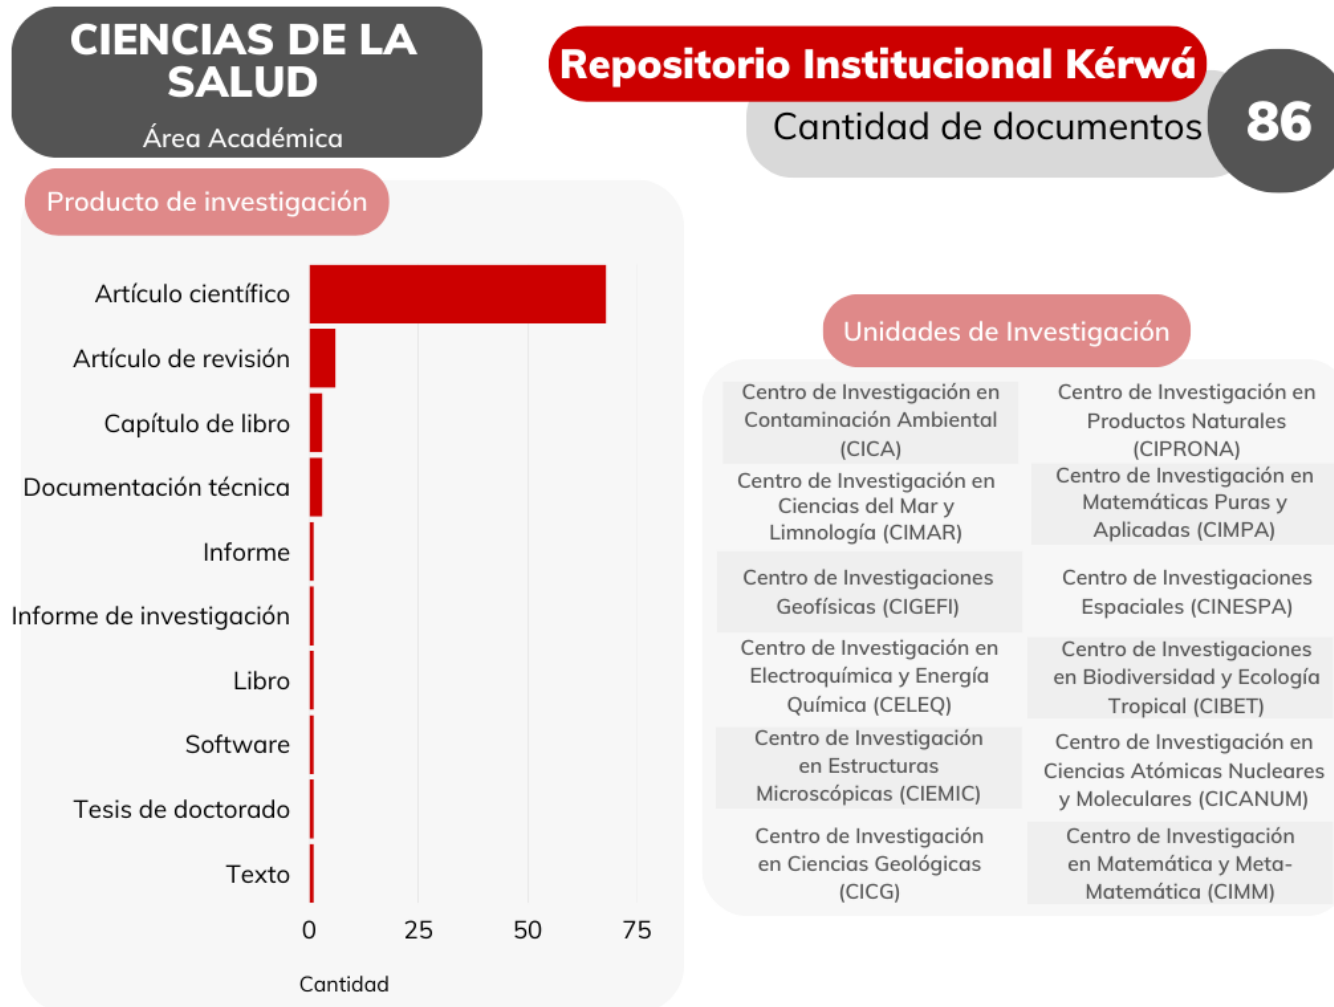 CIENCIAS DE LA
SALUD
Área Académica
Repositorio Institucional Kérwá
Cantidad de documentos
86
Producto de investigación
Artículo científico
Artículo de revisión
Capítulo de libro
Documentación técnica
Informe
Informe de investigación
Libro
Software
Tesis de doctorado
Texto
0 25 50 75
Cantidad
Unidades de Investigación
Centro de Investigación en
Contaminación Ambiental
(CICA)
Centro de Investigación en
Productos Naturales
(CIPRONA)
Centro de Investigación en
Ciencias del Mar y
Limnología (CIMAR)
Centro de Investigación en
Matemáticas Puras y
Aplicadas (CIMPA)
Centro de Investigaciones
Geofísicas (CIGEFI)
Centro de Investigaciones
Espaciales (CINESPA)
Centro de Investigación en
Electroquímica y Energía
Química (CELEQ)
Centro de Investigaciones
en Biodiversidad y Ecología
Tropical (CIBET)
Centro de Investigación
en Estructuras
Microscópicas (CIEMIC)
Centro de Investigación en
Ciencias Atómicas Nucleares
y Moleculares (CICANUM)
Centro de Investigación
en Ciencias Geológicas
(CICG)
Centro de Investigación
en Matemática y Meta-
Matemática (CIMM)